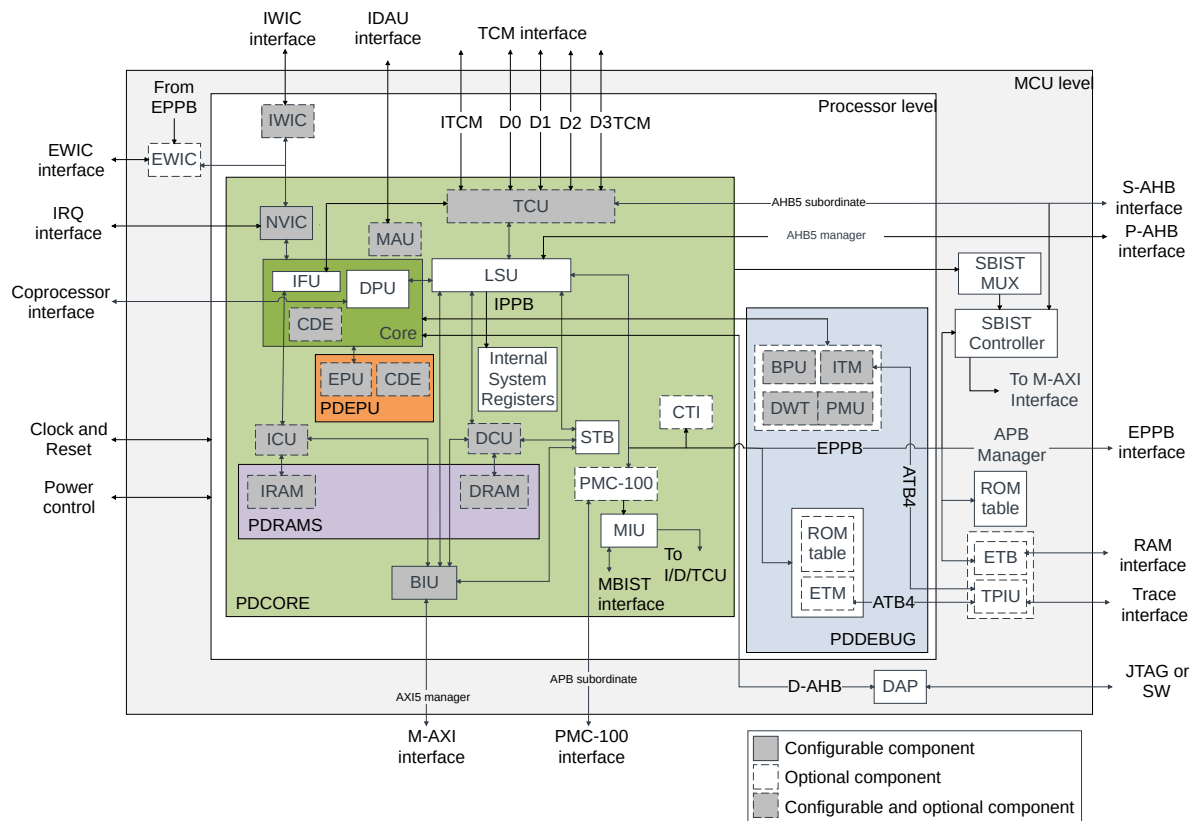 IWIC
interface
IDAU
interface
TCM interface
MCU level
From
EPPB
Processor level
IWIC
ITCM
D0
D1
D2
D3TCM
EWIC
interface
EWIC
S-AHB
interface
TCU
AHB5 subordinate
IRQ
interface
NVIC
MAU
AHB5 manager
P-AHB
interface
IFU
DPU
LSU
SBIST
MUX
Coprocessor
interface
IPPB
CDE
Core
SBIST
Controller
EPU
CDE
PDEPU
Internal
System
Registers
BPU
ITM
DWT
PMU
To M-AXI
Interface
CTI
Clock and
Reset
ICU
DCU
STB
EPPB
APB
Manager
EPPB
interface
Power
control
IRAM
DRAM
PDRAMS
PMC-100
ATB4
ROM
table
MIU
ROM
table
To
I/D/TCU
ETB
RAM
interface
BIU
MBIST
interface
ETM
ATB4
TPIU
Trace
interface
PDCORE
PDDEBUG
AXI5 manager
APB subordinate
D-AHB
DAP
JTAG or
SW
M-AXI
interface
PMC-100
interface
Configurable component
Optional component
Configurable and optional component